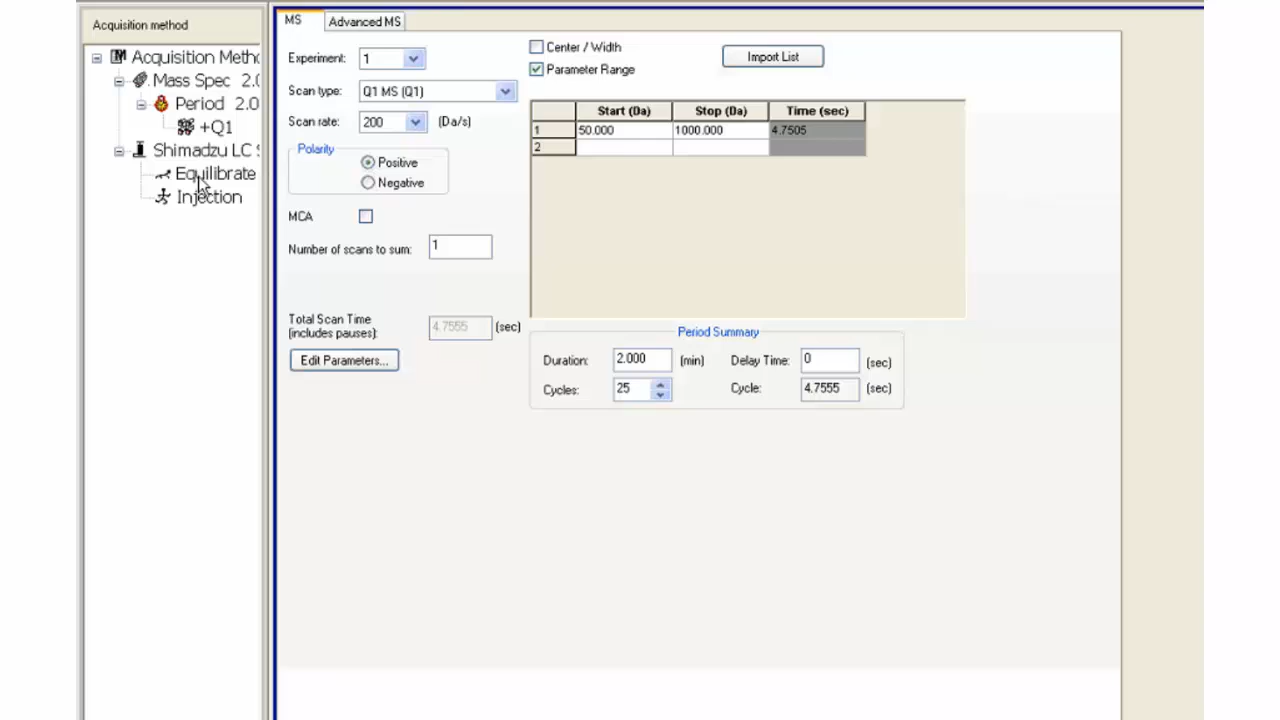 Acquisition method
Acquisition Meth
Mass Spec 2.0
Period 2.0
+Q1
Shimadzu LC S
Equilibrate
Injection
MS
Advanced MS
Experiment: 1
Scan type: Q1 MS (Q1)
Scan rate: 200 (Da/s)
Polarity
Positive
Negative
MCA
Number of scans to sum: 1
Total Scan Time
(includes pauses): 4.7555 (sec)
Edit Parameters...
Center / Width
Parameter Range
Import List
Start (Da) Stop (Da) Time (sec)
1 50.000 1000.000 4.7505
2
Period Summary
Duration: 2.000 (min) Delay Time: 0 (sec)
Cycles: 25 Cycle: 4.7555 (sec)